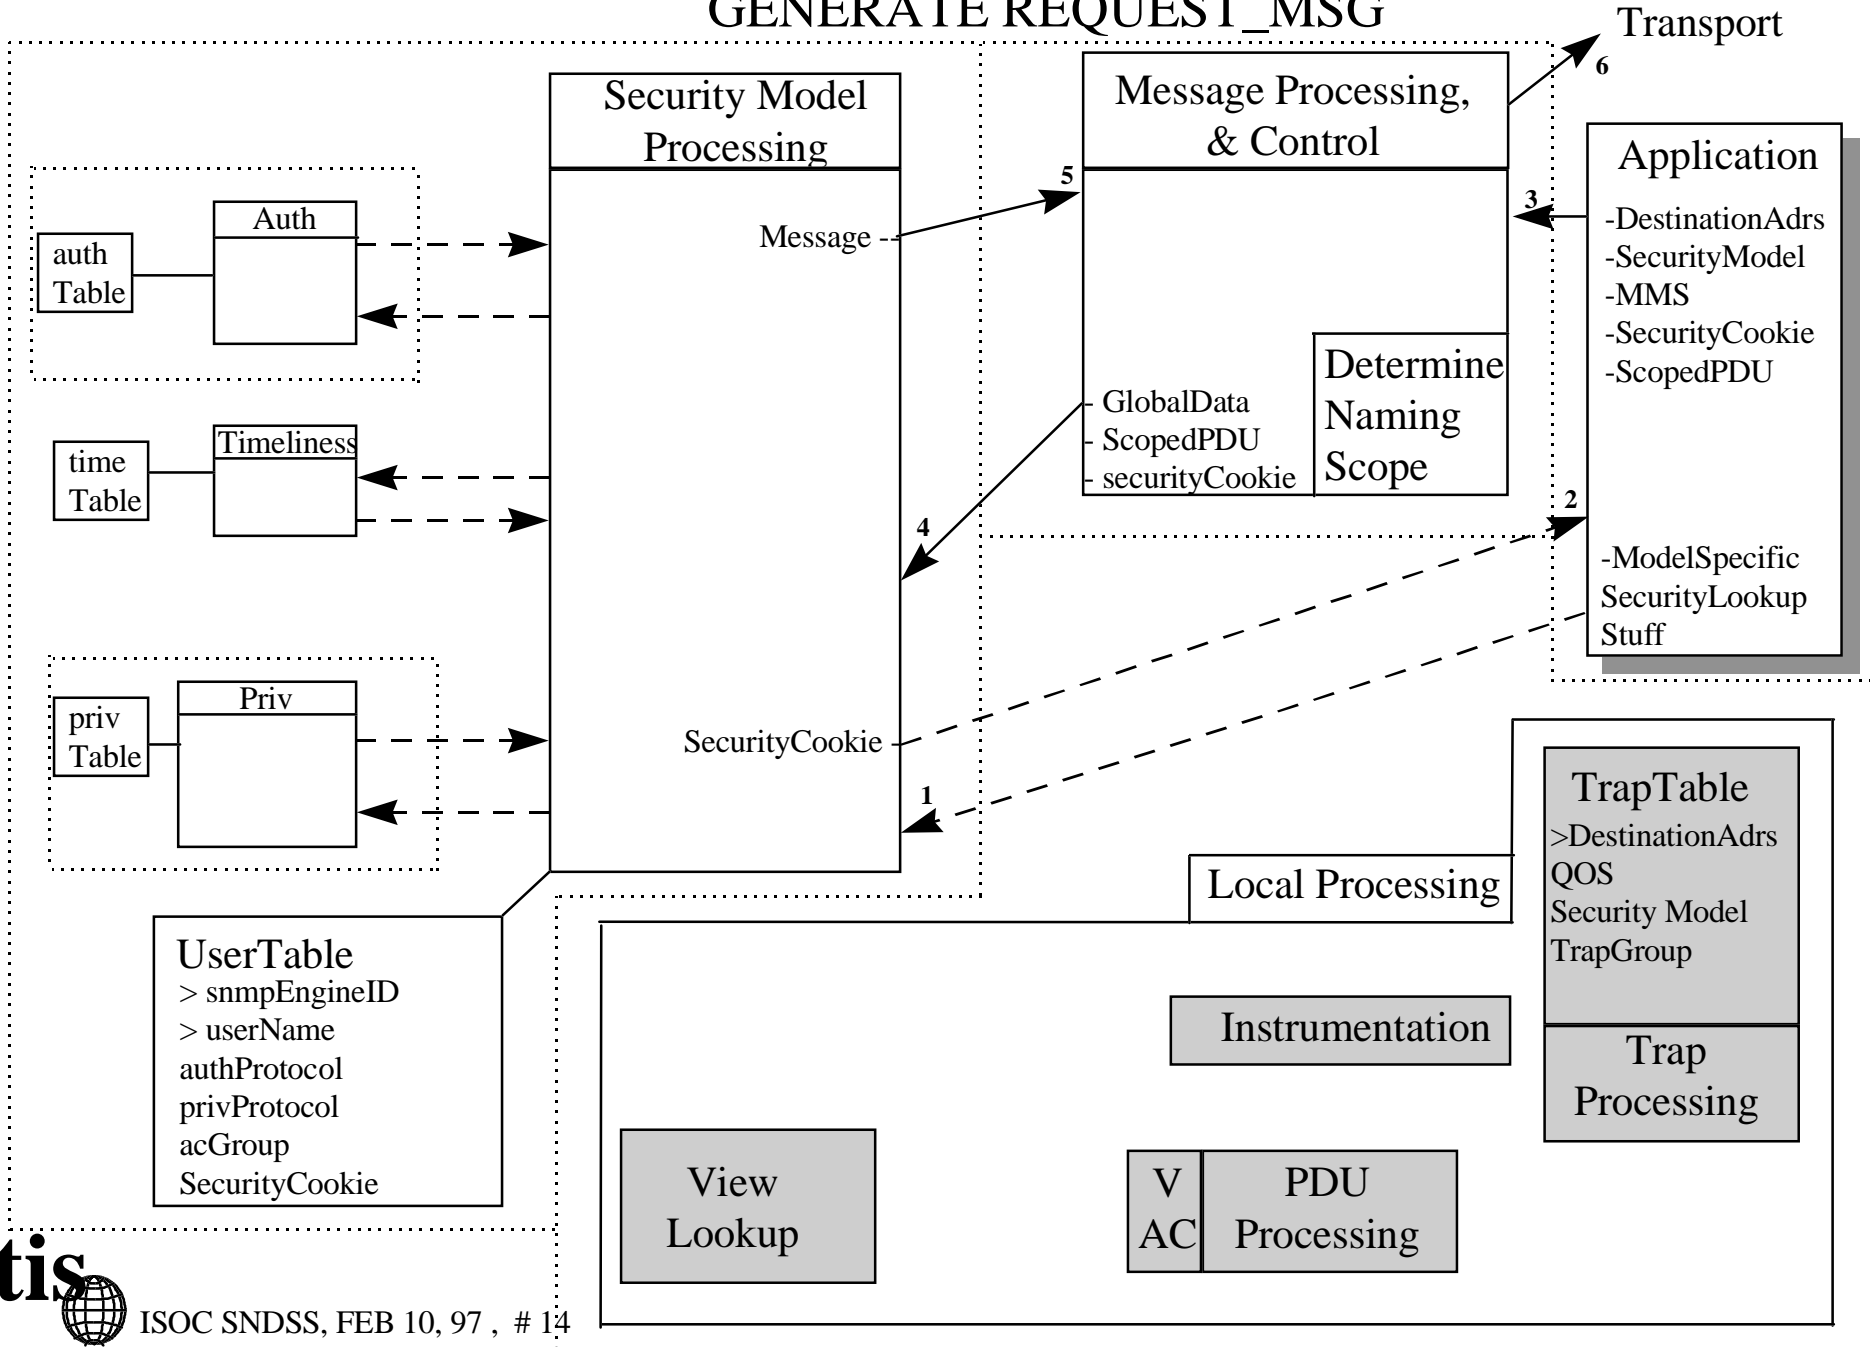 GENERATE REQUEST_MSG
Transport
6
Security Model
Processing
Message Processing,
& Control
Application
-DestinationAdrs
-SecurityModel
-MMS
-SecurityCookie
-ScopedPDU
3
5
Message --
auth
Table
Auth
Determine
Naming
Scope
- GlobalData
- ScopedPDU
- securityCookie
time
Table
Timeliness
4
2
-ModelSpecific
SecurityLookup
Stuff
priv
Table
Priv
SecurityCookie -
1
TrapTable
>DestinationAdrs
QOS
Security Model
TrapGroup
Local Processing
UserTable
> snmpEngineID
> userName
authProtocol
privProtocol
acGroup
SecurityCookie
Instrumentation
Trap
Processing
View
Lookup
V
AC
PDU
Processing
tis
ISOC SNDSS, FEB 10, 97 , # 14